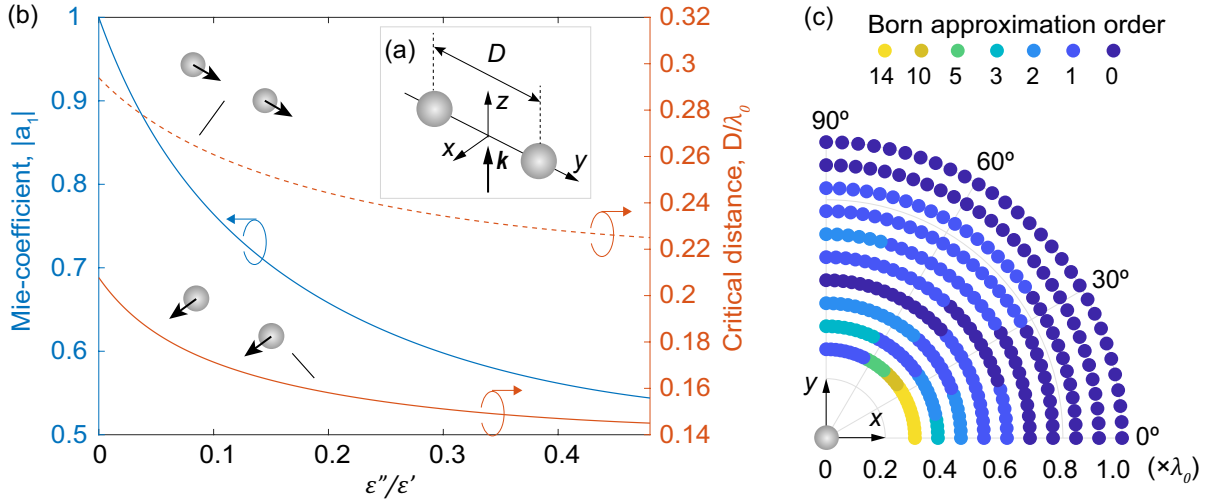 (b)
1
0.9
0.8
0.7
0.6
0.5
Mie-coefficient, |a₁|
0
0.1
0.2
0.3
0.4
ε"/ε'
0.32
0.30
0.28
0.26
0.24
0.22
0.20
0.18
0.16
0.14
Critical distance, D/λ₀
(a)
D
z
x
k
y
(c)
Born approximation order
14 10 5 3 2 1 0
90º
60º
30º
0º
y
x
0 0.2 0.4 0.6 0.8 1.0 (×λ₀)